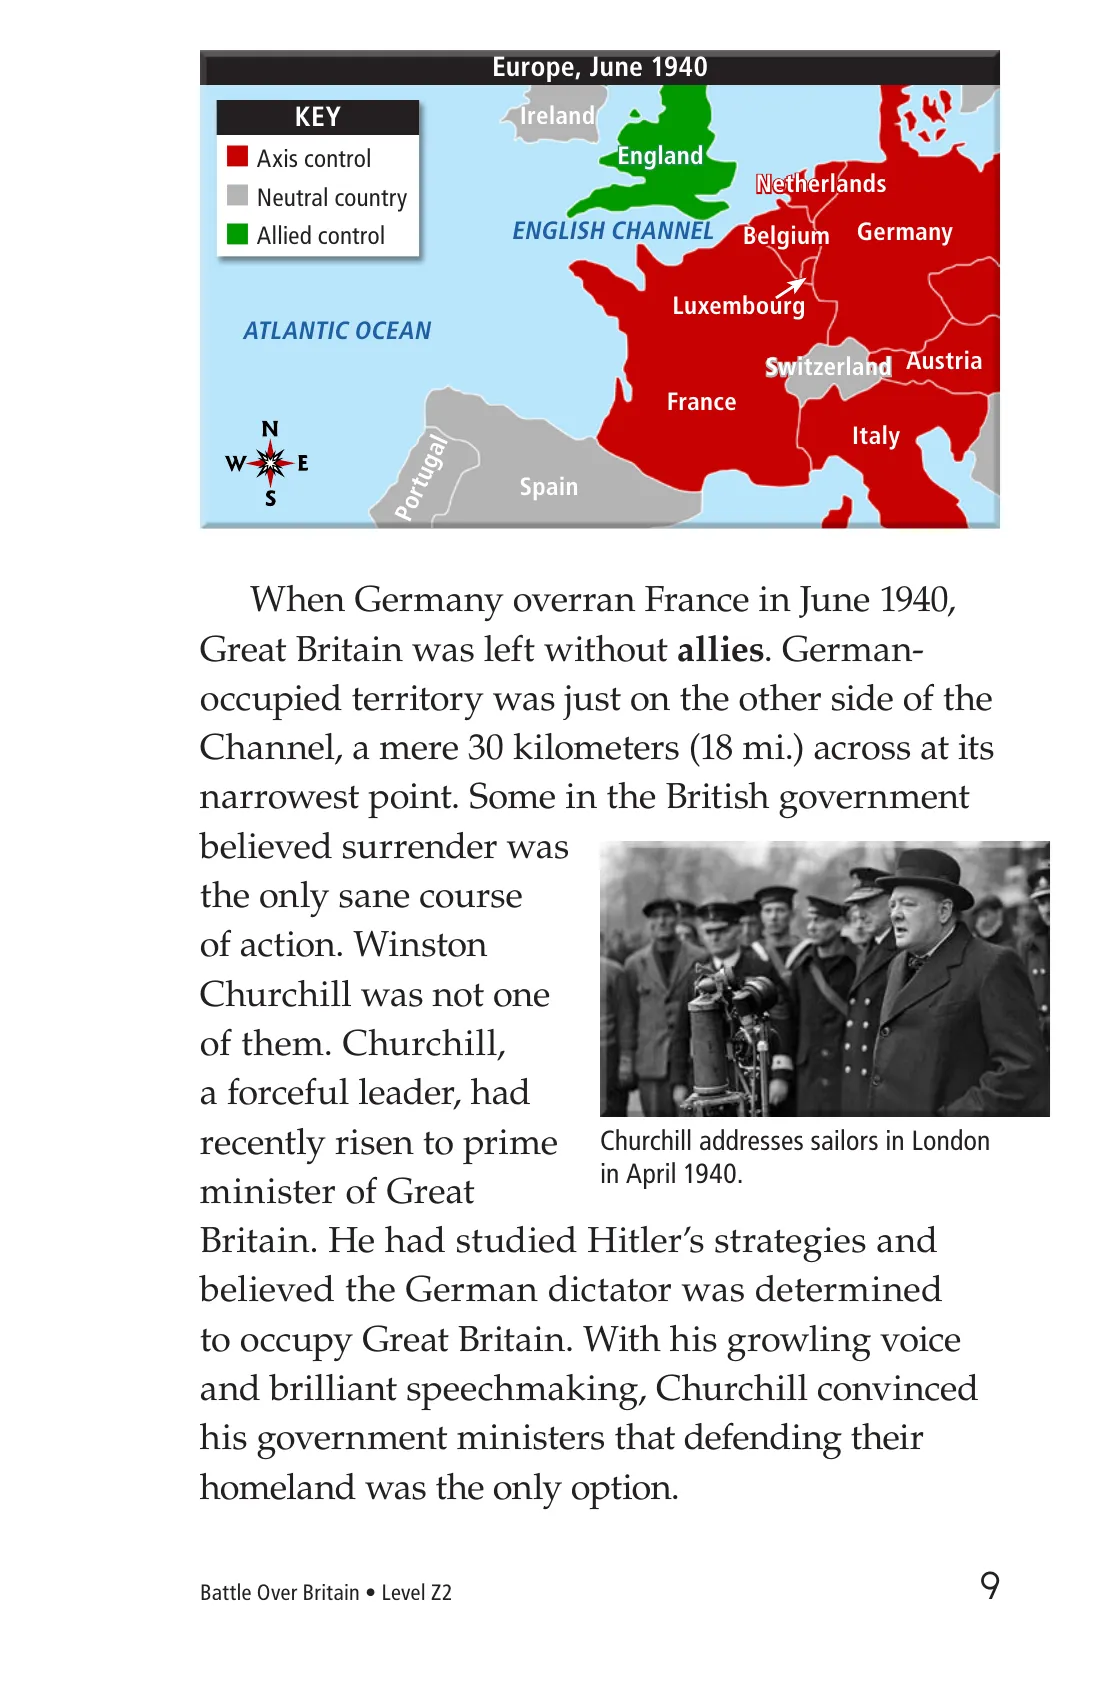 Europe, June 1940
KEY
Axis control
Neutral country
Allied control
Ireland
England
Netherlands
ENGLISH CHANNEL
Belgium
Germany
Luxembourg
ATLANTIC OCEAN
Switzerland
Austria
France
Italy
N
W
E
S
Portugal
Spain
When Germany overran France in June 1940,
Great Britain was left without allies. German-
occupied territory was just on the other side of the
Channel, a mere 30 kilometers (18 mi.) across at its
narrowest point. Some in the British government
believed surrender was
the only sane course
of action. Winston
Churchill was not one
of them. Churchill,
a forceful leader, had
recently risen to prime
minister of Great
Britain. He had studied Hitler’s strategies and
believed the German dictator was determined
to occupy Great Britain. With his growling voice
and brilliant speechmaking, Churchill convinced
his government ministers that defending their
homeland was the only option.
Churchill addresses sailors in London
in April 1940.
Battle Over Britain • Level Z2
9